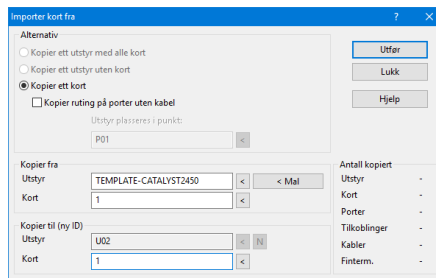 Importer kort fra ? ×
Alternativ
Kopier ett utstyr med alle kort
Kopier ett utstyr uten kort
Kopier ett kort
Kopier ruting på porter uten kabel
Utstyr plasseres i punkt:
P01 <
Utfør
Lukk
Hjelp
Kopier fra
Utstyr TEMPLATE-CATALYST2450 < < Mal
Kort 1 <
Kopier til (ny ID)
Utstyr U02 < N
Kort 1 <
Antall kopiert
Utstyr -
Kort -
Porter -
Tilkoblinger -
Kabler -
Finterm. -